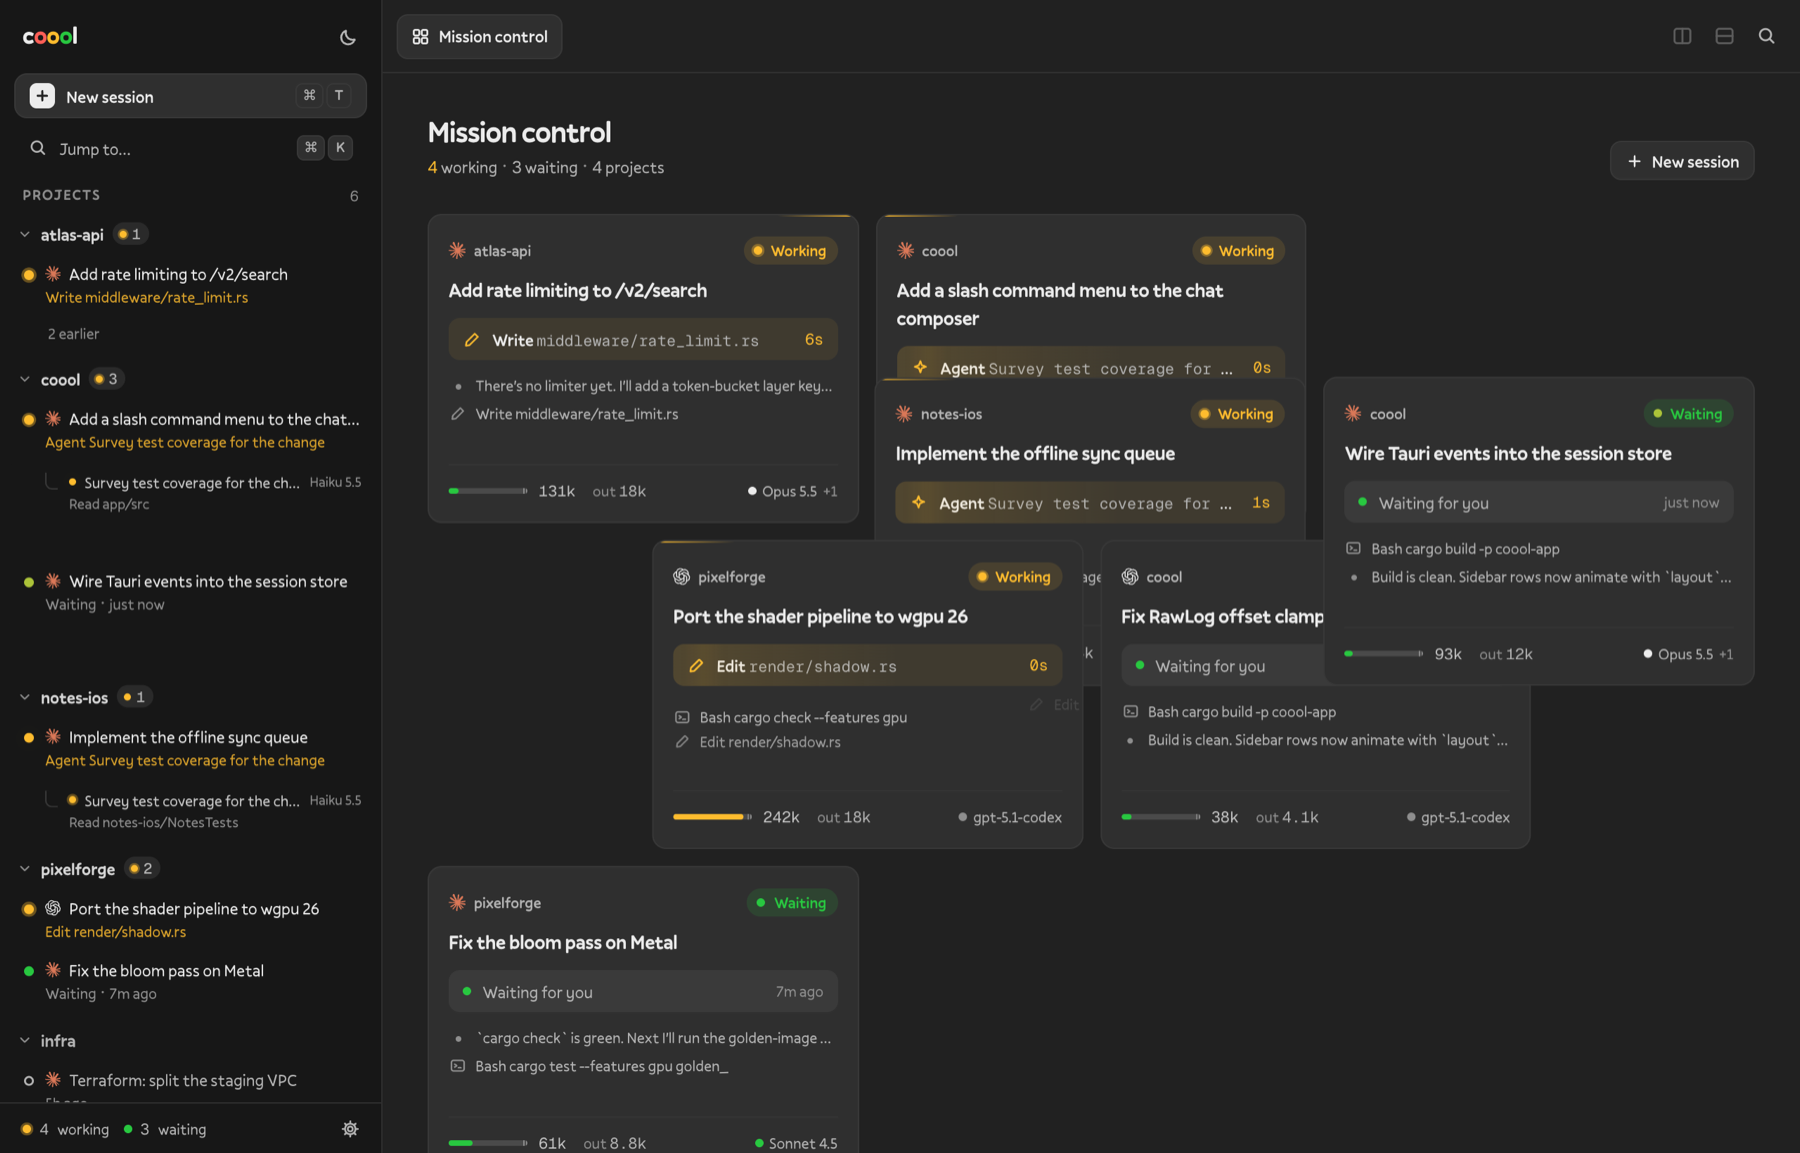 coool
New session ⌘ T
Jump to... ⌘ K
PROJECTS 6
atlas-api 1
Add rate limiting to /v2/search
Write middleware/rate_limit.rs
2 earlier
coool 3
Add a slash command menu to the chat...
Agent Survey test coverage for the change
Survey test coverage for the ch... Haiku 5.5
Read app/src
Wire Tauri events into the session store
Waiting · just now
notes-ios 1
Implement the offline sync queue
Agent Survey test coverage for the change
Survey test coverage for the ch... Haiku 5.5
Read notes-ios/NotesTests
pixelforge 2
Port the shader pipeline to wgpu 26
Edit render/shadow.rs
Fix the bloom pass on Metal
Waiting · 7m ago
infra
Terraform: split the staging VPC
4 working 3 waiting
Mission control
Mission control
4 working · 3 waiting · 4 projects
+ New session
atlas-api Working
Add rate limiting to /v2/search
Write middleware/rate_limit.rs 6s
• There's no limiter yet. I'll add a token-bucket layer key...
Write middleware/rate_limit.rs
131k out 18k Opus 5.5 +1
coool Working
Add a slash command menu to the chat
composer
Agent Survey test coverage for ... 0s
notes-ios Working
Implement the offline sync queue
Agent Survey test coverage for ... 1s
coool Waiting
Wire Tauri events into the session store
Waiting for you just now
Bash cargo build -p coool-app
• Build is clean. Sidebar rows now animate with `layout`...
93k out 12k Opus 5.5 +1
pixelforge Working
Port the shader pipeline to wgpu 26
Edit render/shadow.rs 0s
Bash cargo check --features gpu
Edit render/shadow.rs
242k out 18k gpt-5.1-codex
Edit
coool
Fix RawLog offset clamp
Waiting for you
Bash cargo build -p coool-app
• Build is clean. Sidebar rows now animate with `layout`...
38k out 4.1k gpt-5.1-codex
pixelforge Waiting
Fix the bloom pass on Metal
Waiting for you 7m ago
• `cargo check` is green. Next I'll run the golden-image ...
Bash cargo test --features gpu golden_
61k out 8.8k Sonnet 4.5